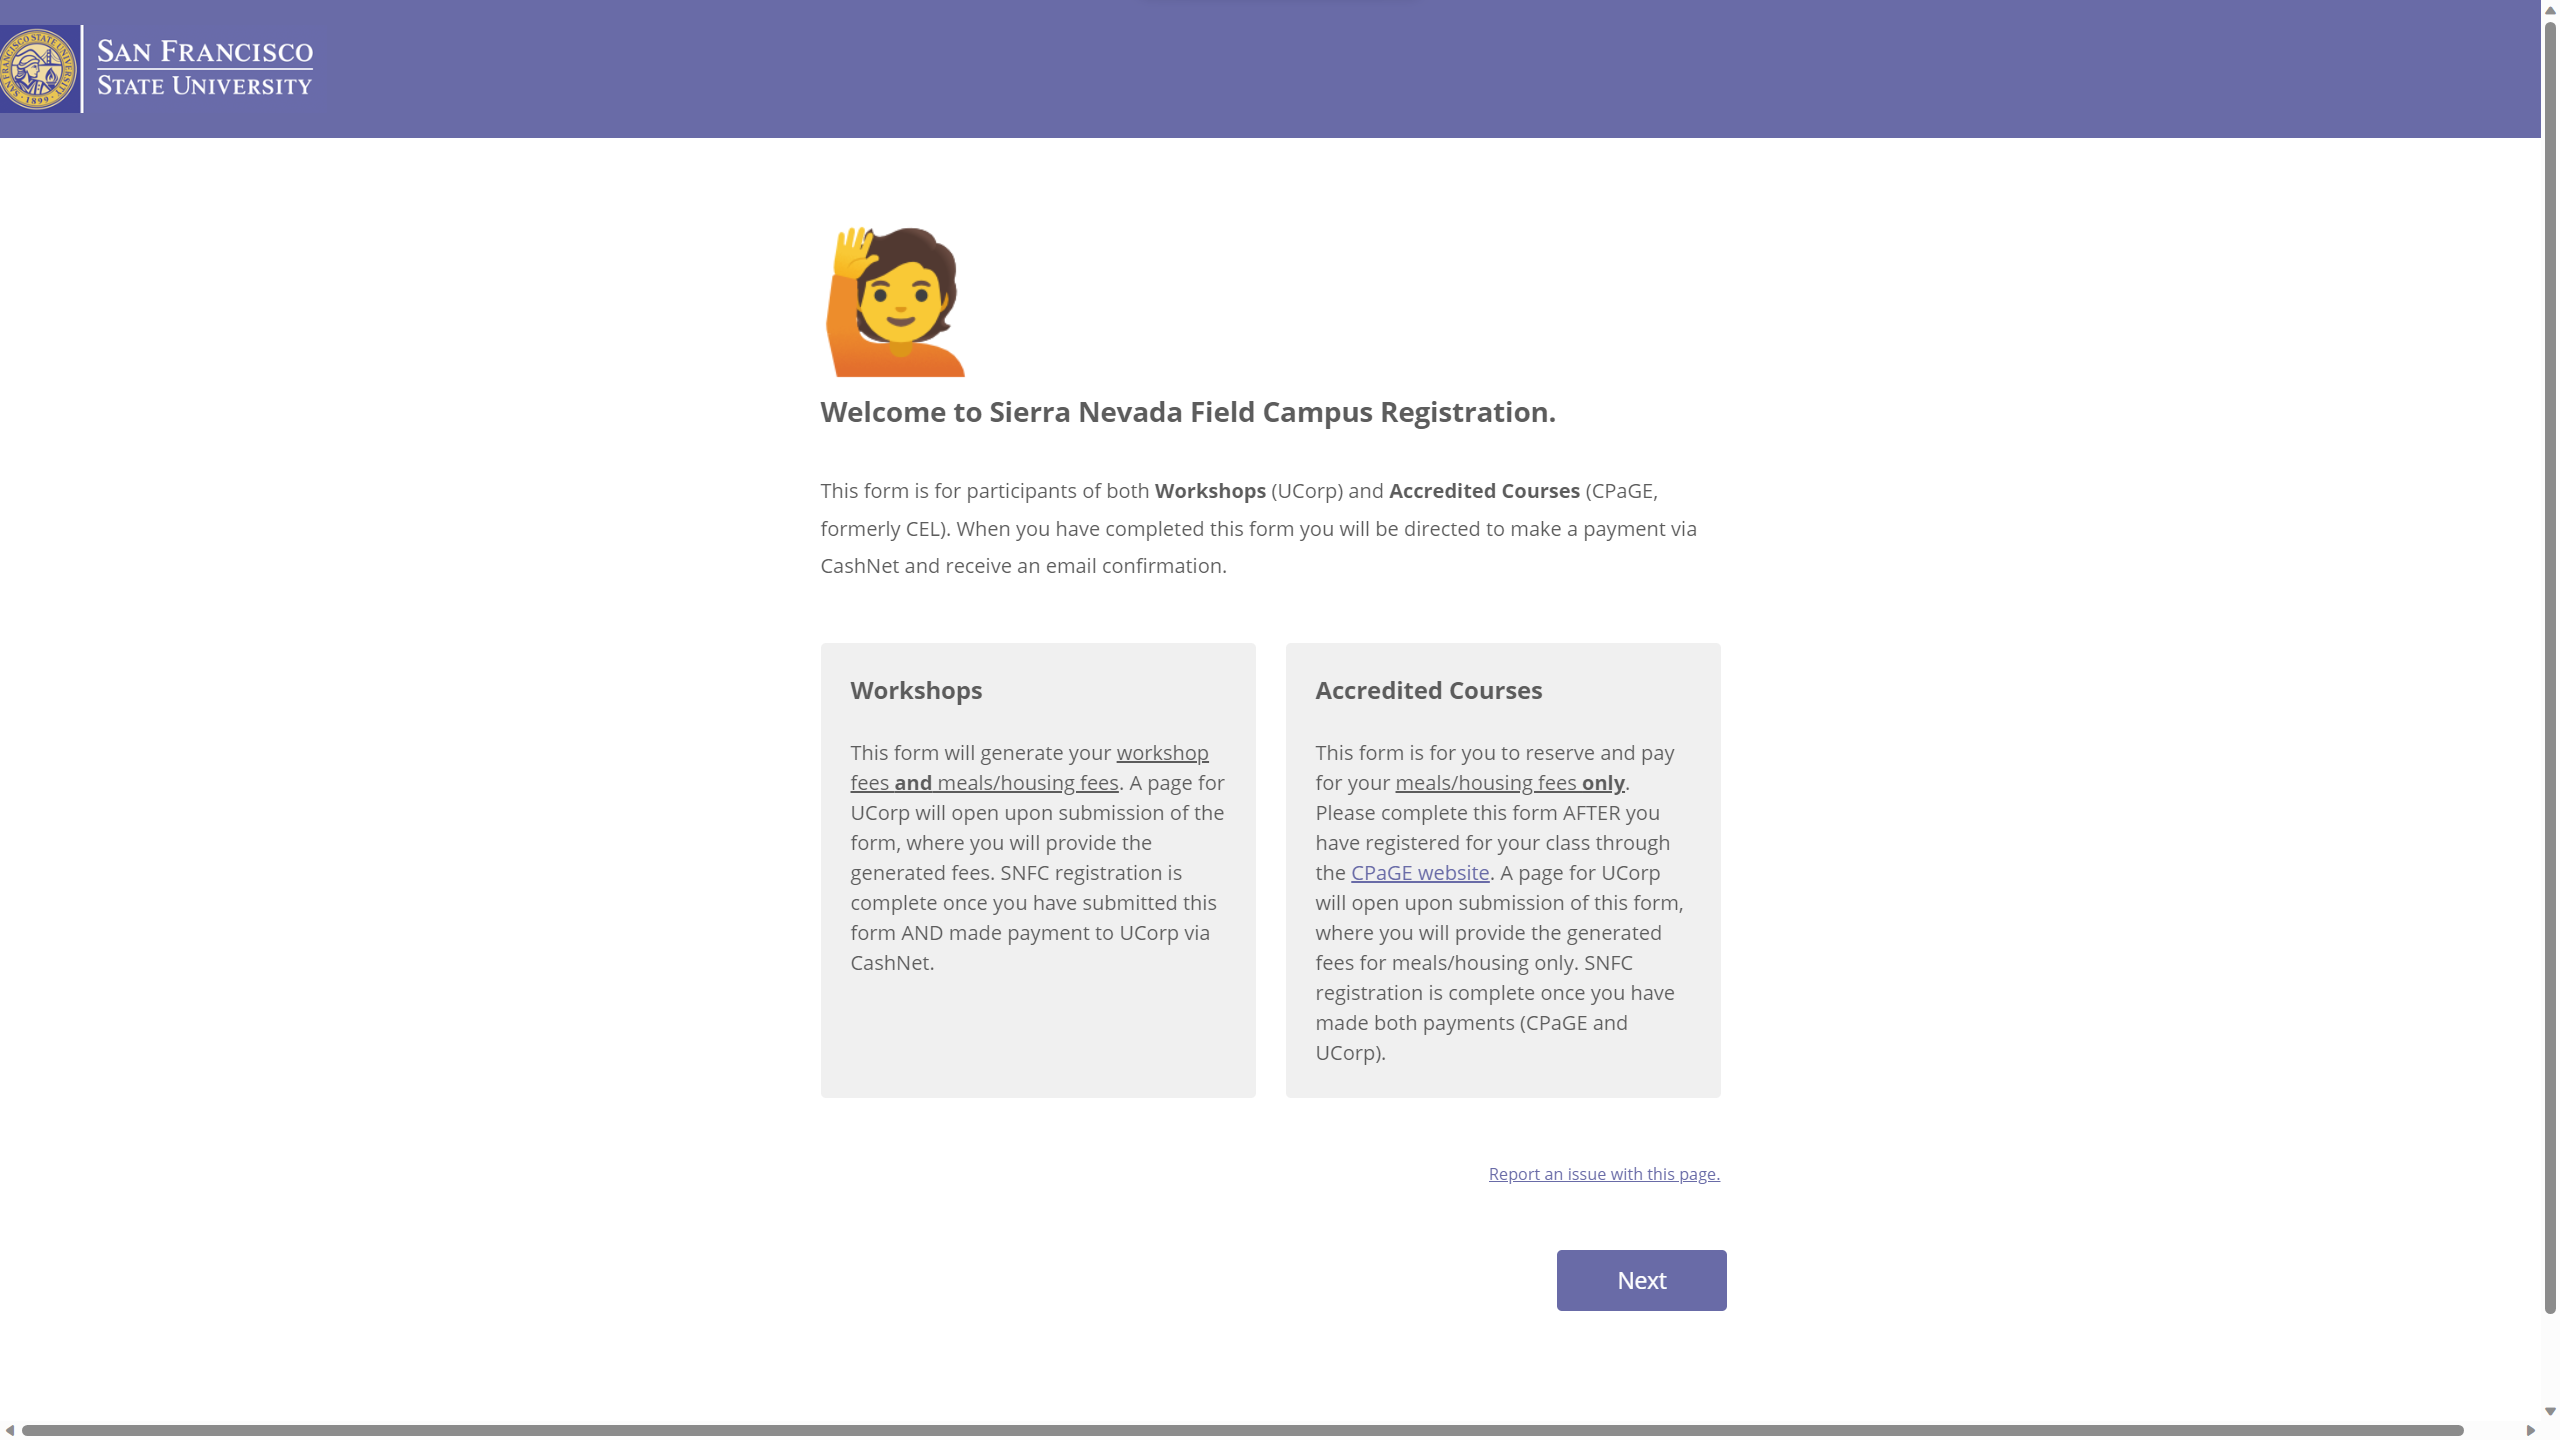 SAN FRANCISCO STATE UNIVERSITY
1899
SAN FRANCISCO
STATE UNIVERSITY
Welcome to Sierra Nevada Field Campus Registration.
This form is for participants of both Workshops (UCorp) and Accredited Courses (CPaGE,
formerly CEL). When you have completed this form you will be directed to make a payment via
CashNet and receive an email confirmation.
Workshops
This form will generate your workshop
fees and meals/housing fees. A page for
UCorp will open upon submission of the
form, where you will provide the
generated fees. SNFC registration is
complete once you have submitted this
form AND made payment to UCorp via
CashNet.
Accredited Courses
This form is for you to reserve and pay
for your meals/housing fees only.
Please complete this form AFTER you
have registered for your class through
the CPaGE website. A page for UCorp
will open upon submission of this form,
where you will provide the generated
fees for meals/housing only. SNFC
registration is complete once you have
made both payments (CPaGE and
UCorp).
Report an issue with this page.
Next